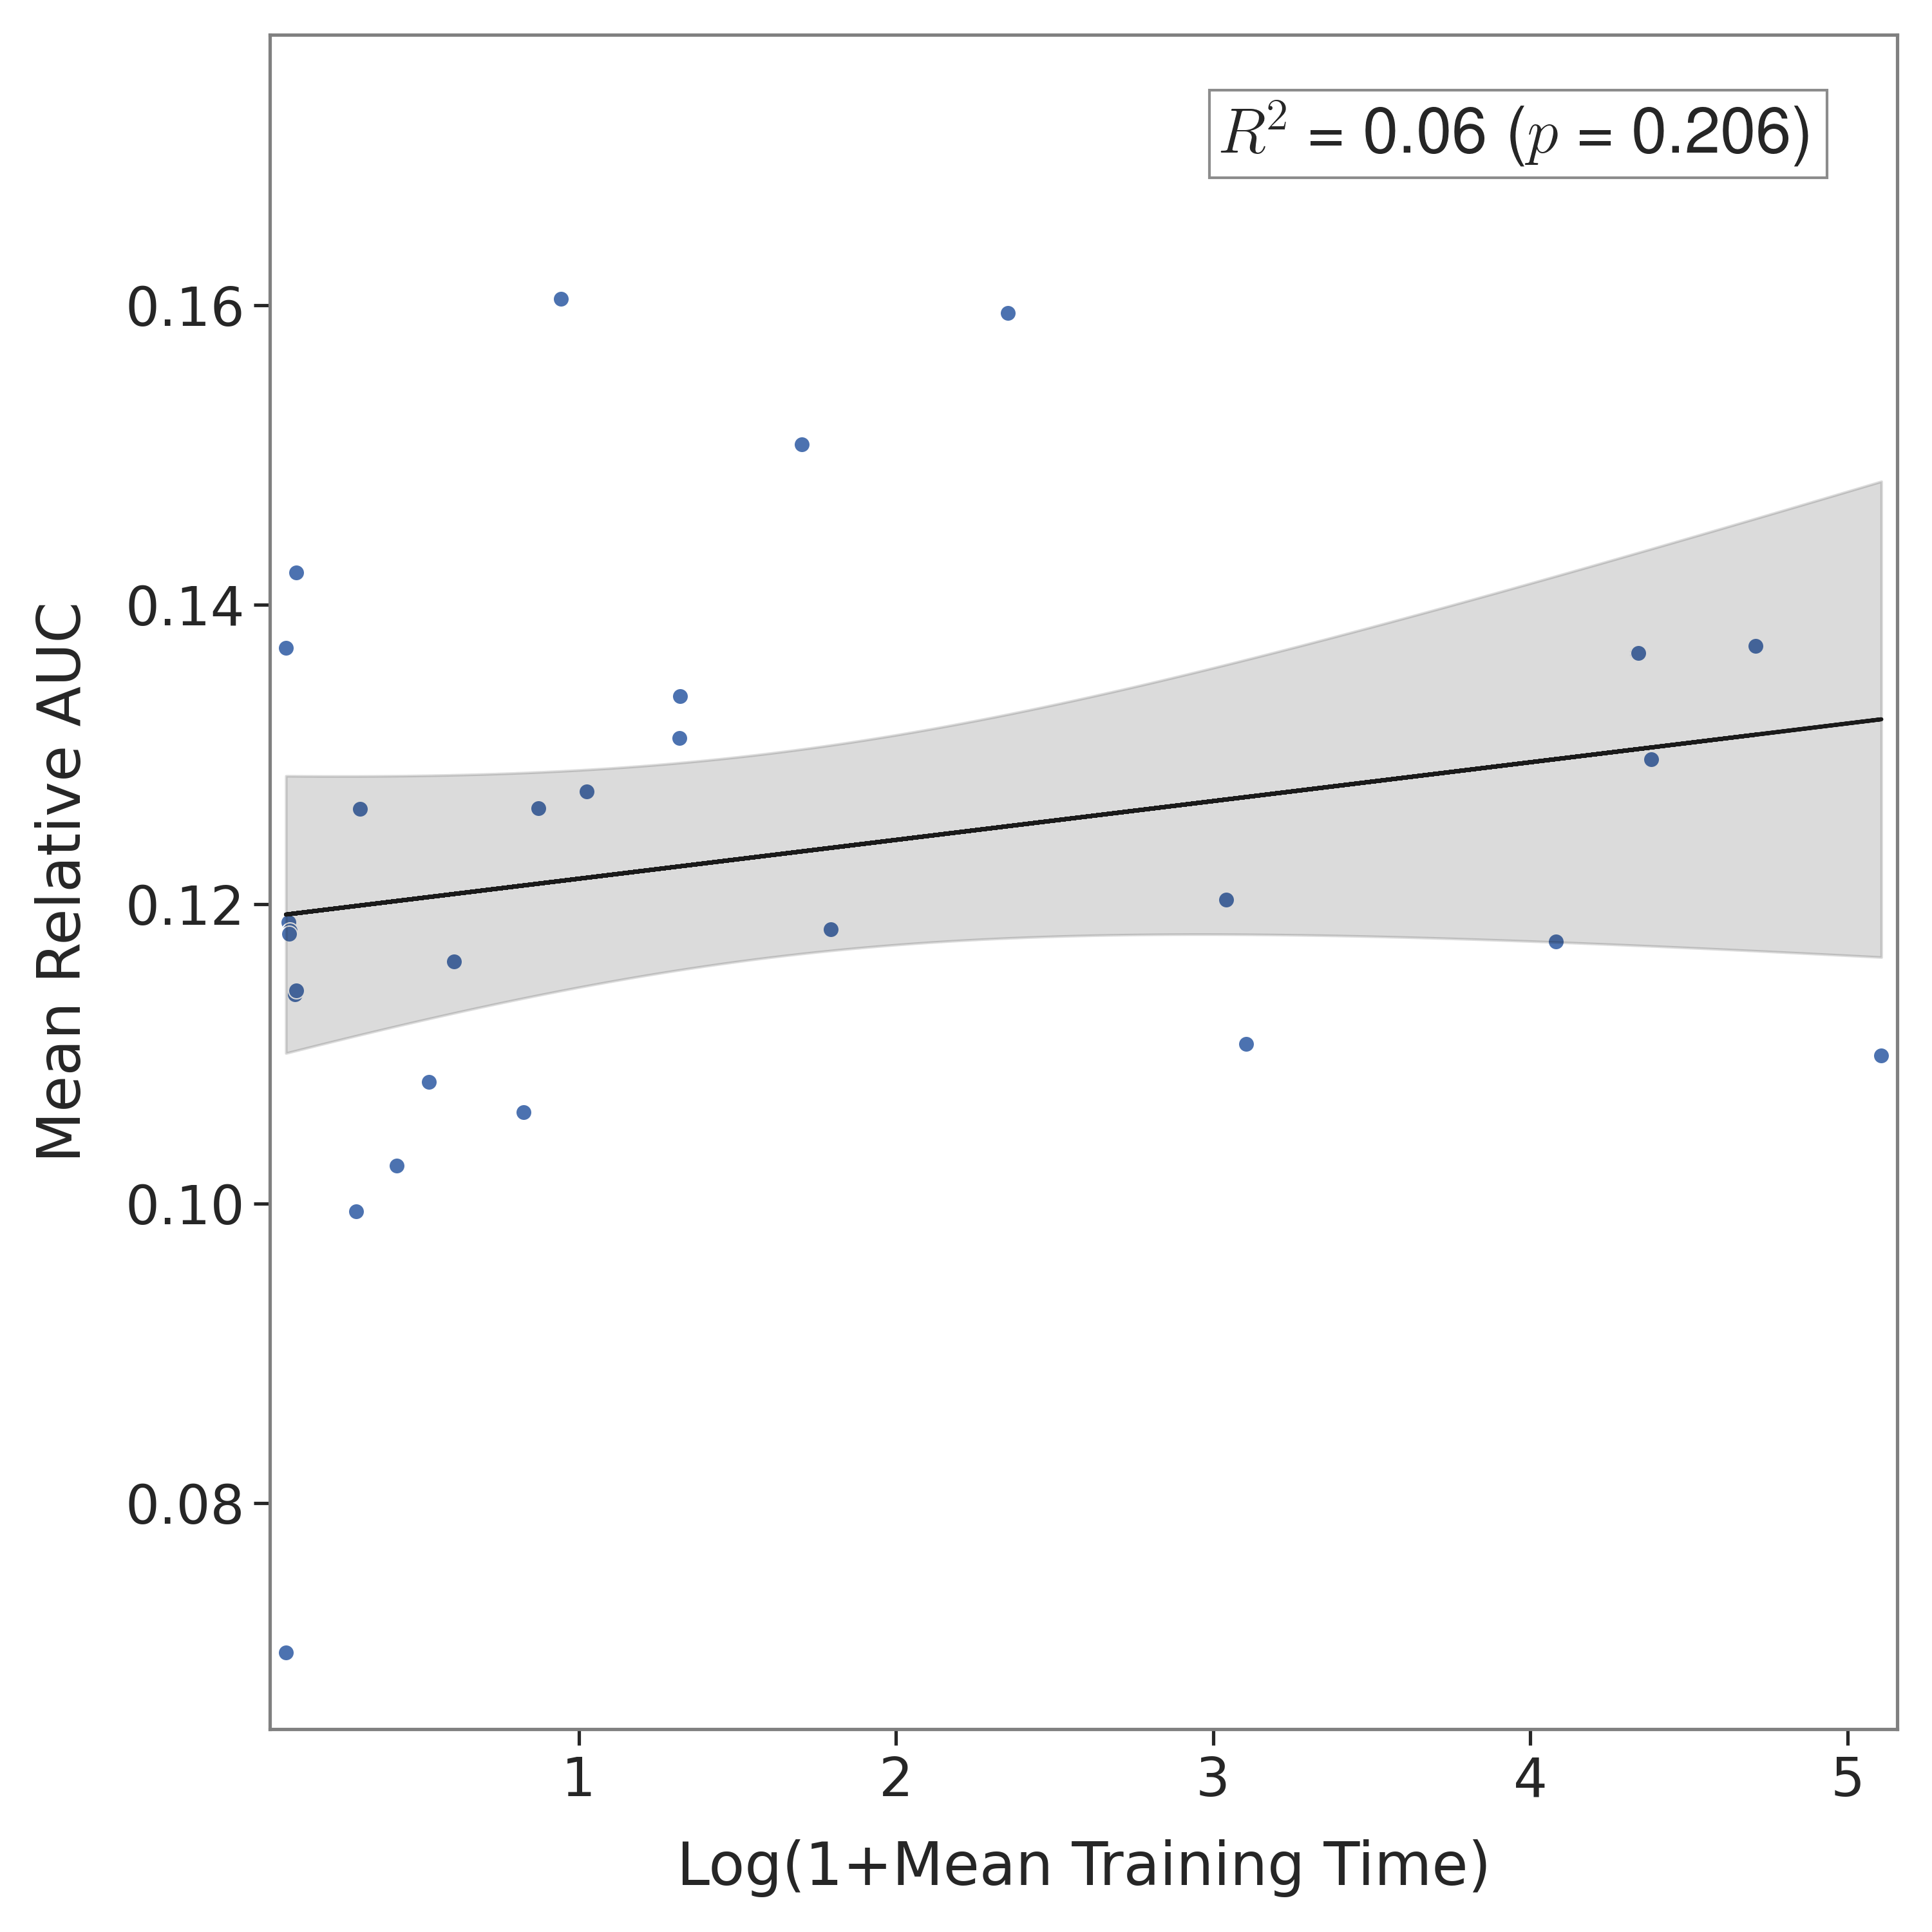 R² = 0.06 (p = 0.206)
Mean Relative AUC
0.16
0.14
0.12
0.10
0.08
1 2 3 4 5
Log(1+Mean Training Time)